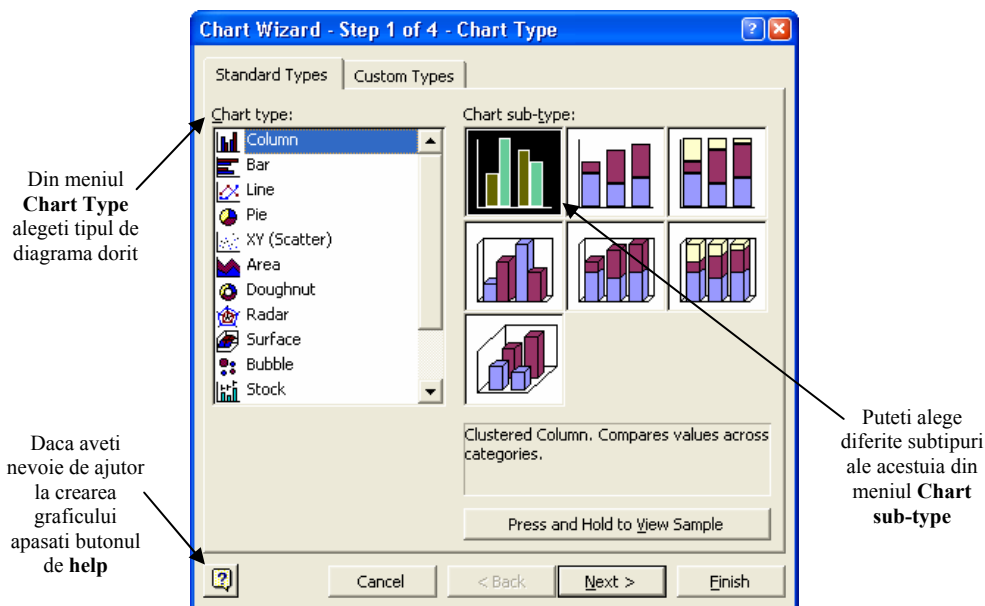 Chart Wizard - Step 1 of 4 - Chart Type
Standard Types
Custom Types
Chart type:
Column
Bar
Line
Pie
XY (Scatter)
Area
Doughnut
Radar
Surface
Bubble
Stock
Chart sub-type:
Clustered Column. Compares values across
categories.
Press and Hold to View Sample
Cancel
< Back
Next >
Finish
Din meniul
Chart Type
alegeti tipul de
diagrama dorit
Daca aveti
nevoie de ajutor
la crearea
graficului
apasati butonul
de help
Puteti alege
diferite subtipuri
ale acestuia din
meniul Chart
sub-type